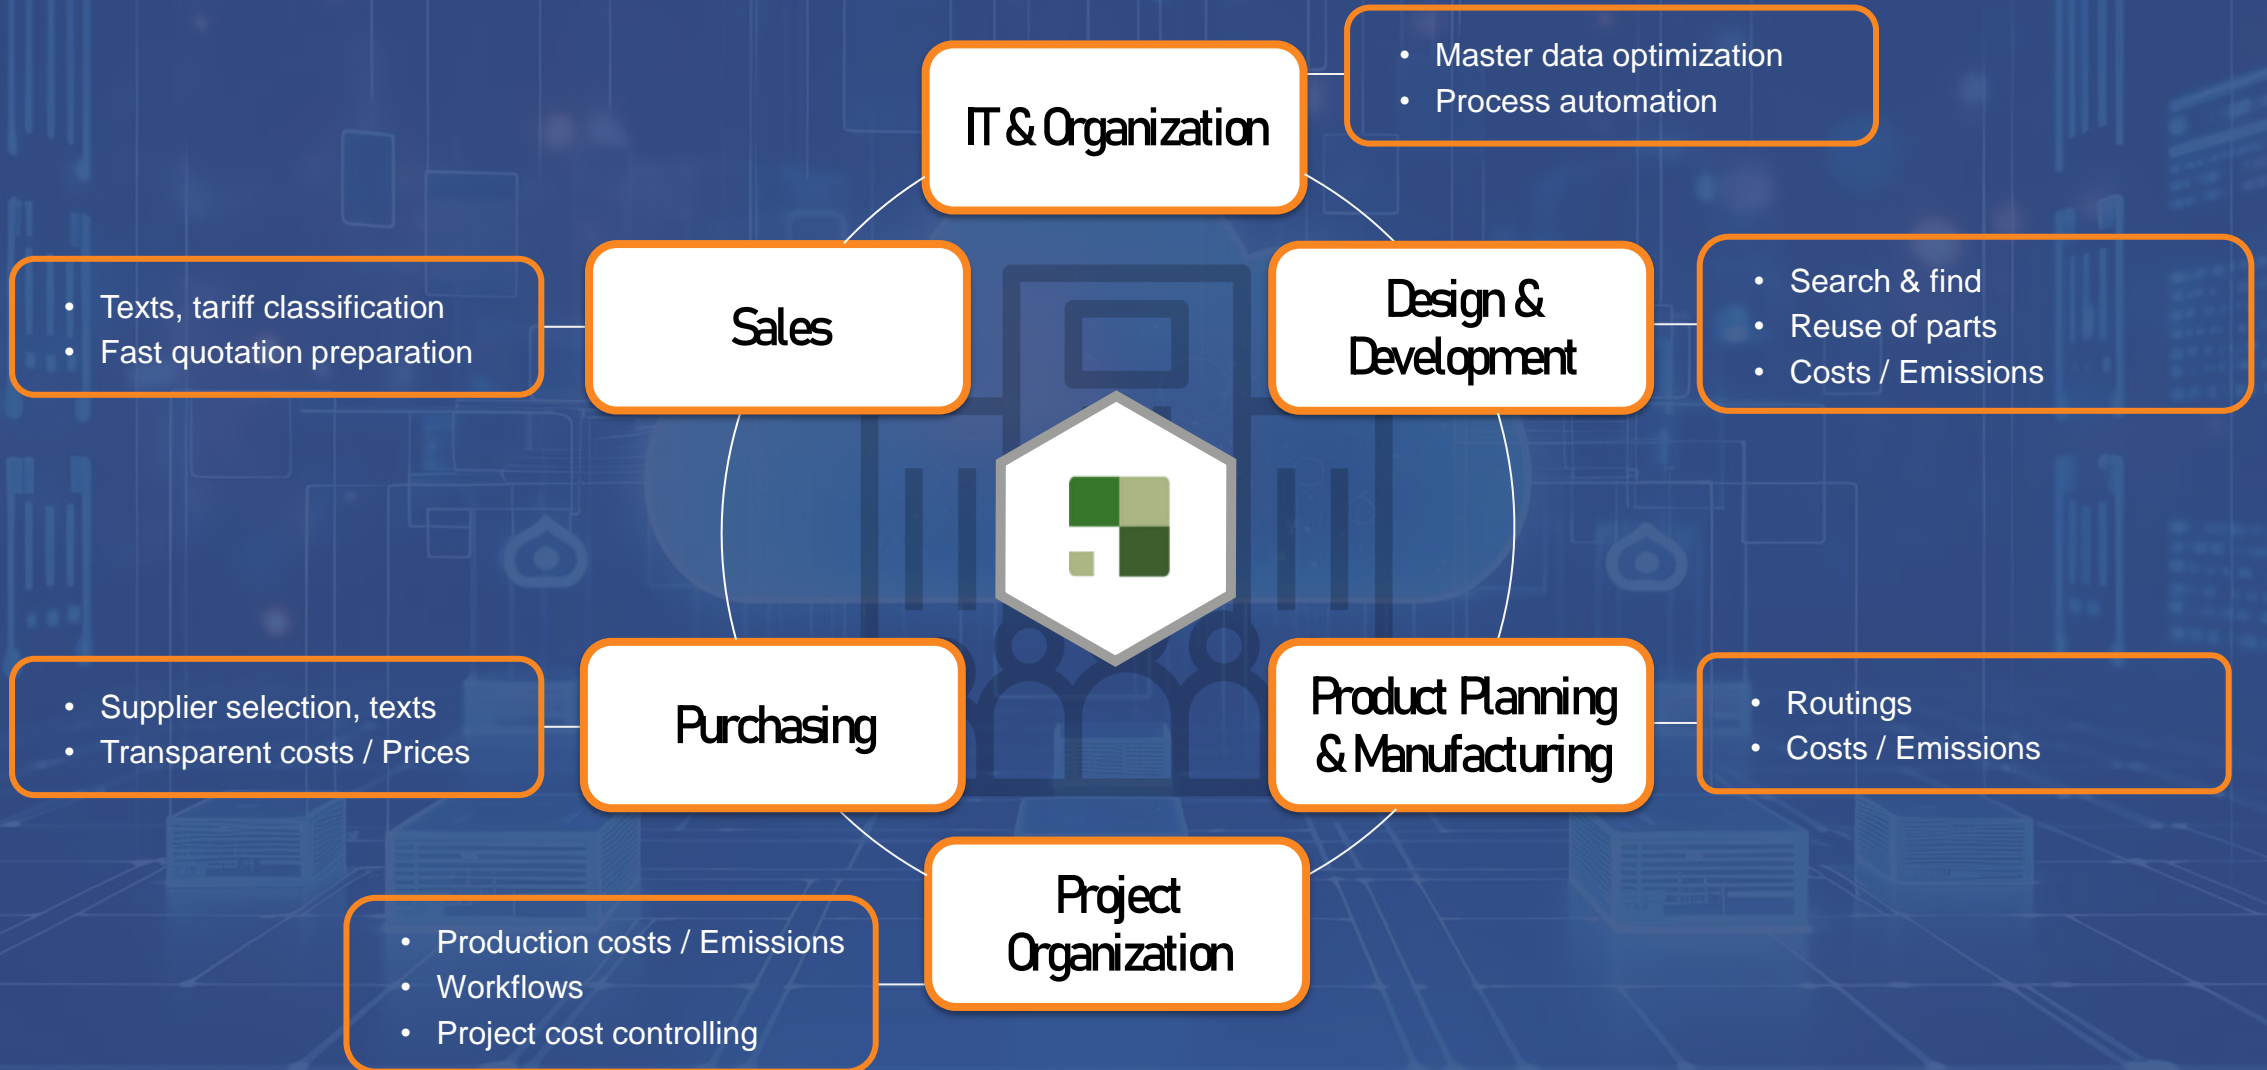 IT & Organization
• Master data optimization
• Process automation
Design &
Development
• Search & find
• Reuse of parts
• Costs / Emissions
Product Planning
& Manufacturing
• Routings
• Costs / Emissions
Project
Organization
• Production costs / Emissions
• Workflows
• Project cost controlling
Purchasing
• Supplier selection, texts
• Transparent costs / Prices
Sales
• Texts, tariff classification
• Fast quotation preparation